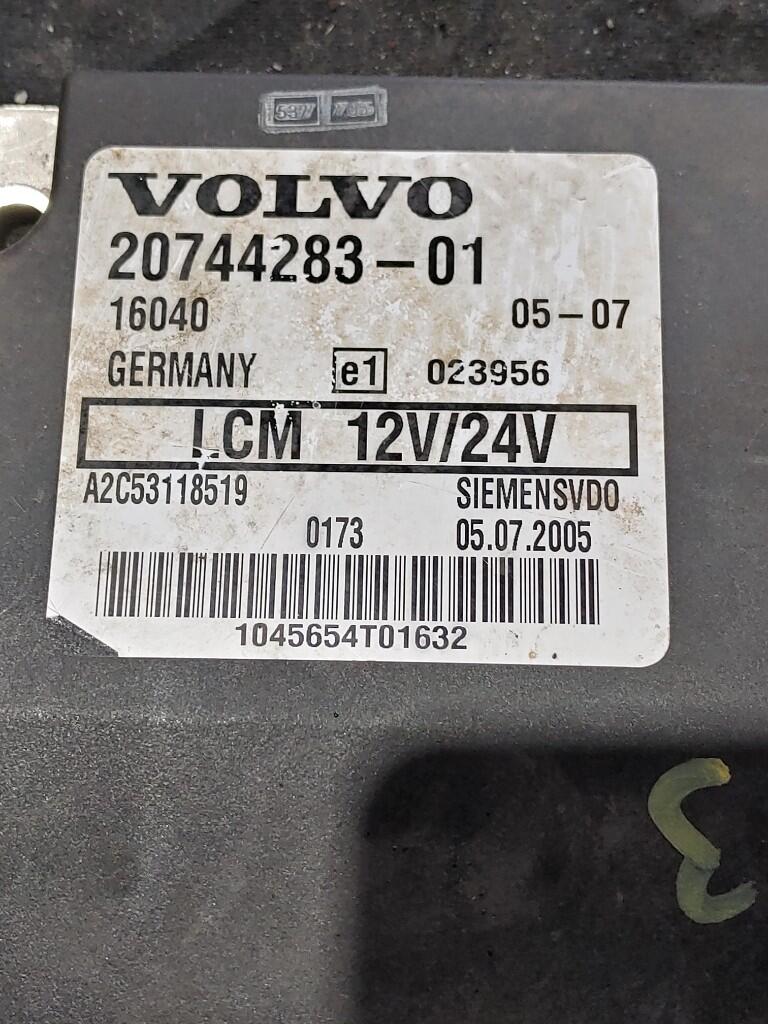 VOLVO
20744283-01
16040 05-07
GERMANY e1 023956
LCM 12V/24V
A2C53118519 SIEMENSVDO
0173 05.07.2005
1045654T01632
3